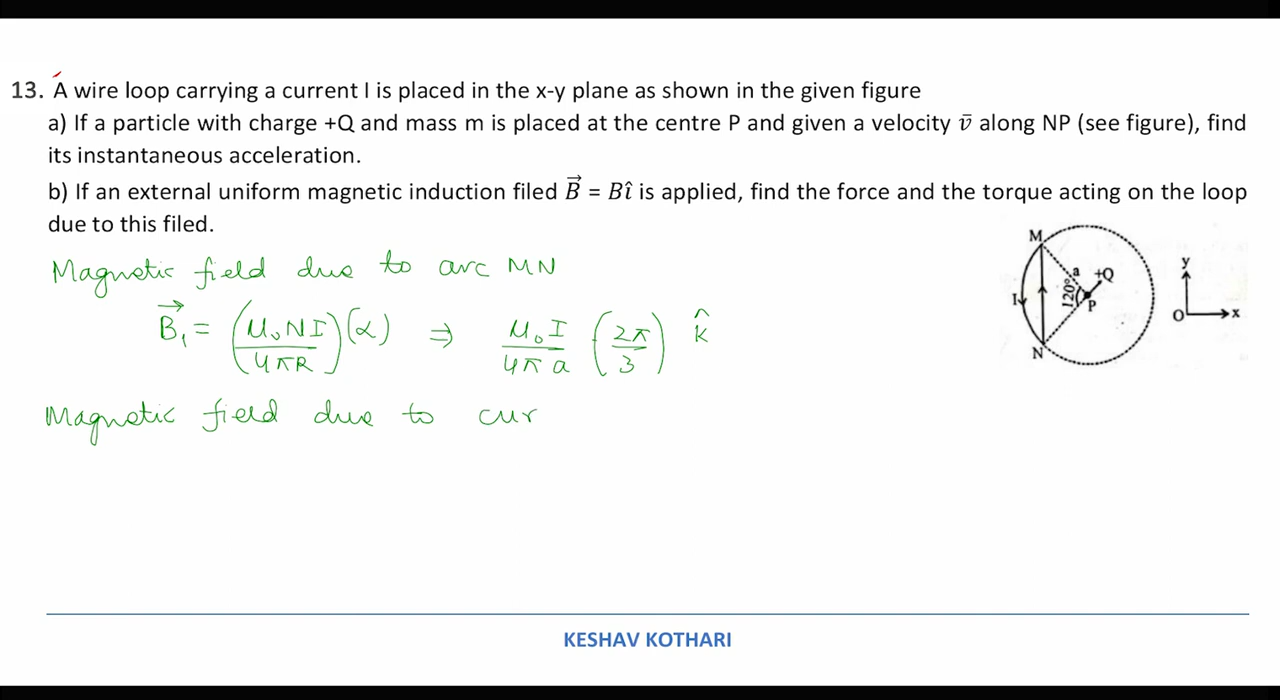 13. A wire loop carrying a current I is placed in the x-y plane as shown in the given figure
a) If a particle with charge +Q and mass m is placed at the centre P and given a velocity v̄ along NP (see figure), find
its instantaneous acceleration.
b) If an external uniform magnetic induction filed B⃗ = Bî is applied, find the force and the torque acting on the loop
due to this filed.
Magnetic field due to arc MN
B⃗₁ = (μ₀NI/4πR)(α) ⇒ μ₀I/4πa (2π/3) k̂
Magnetic field due to cur
M
a +Q
I 120° P
N
y
O x
KESHAV KOTHARI